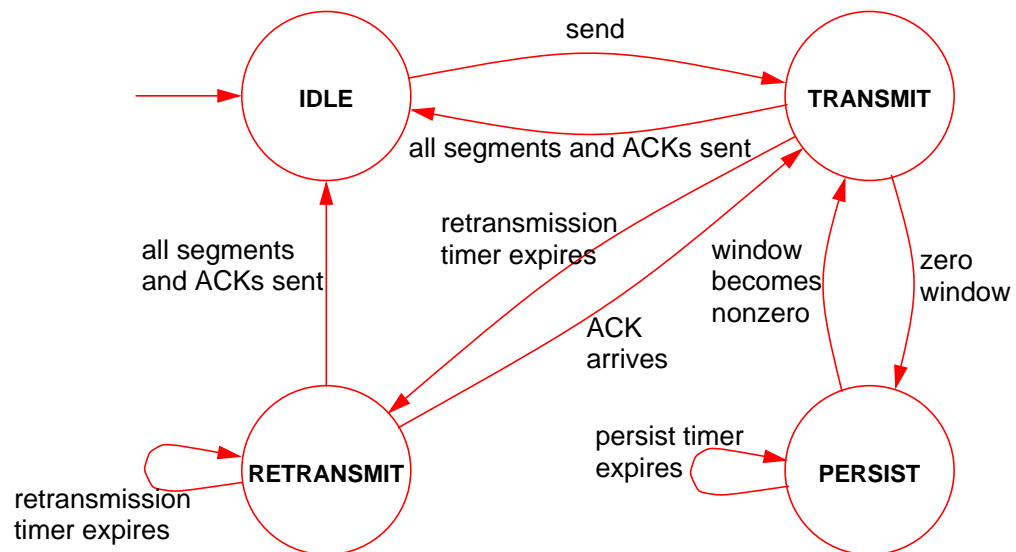 send
IDLE
TRANSMIT
all segments and ACKs sent
retransmission
timer expires
all segments
and ACKs sent
window
becomes
nonzero
zero
window
ACK
arrives
persist timer
expires
RETRANSMIT
PERSIST
retransmission
timer expires